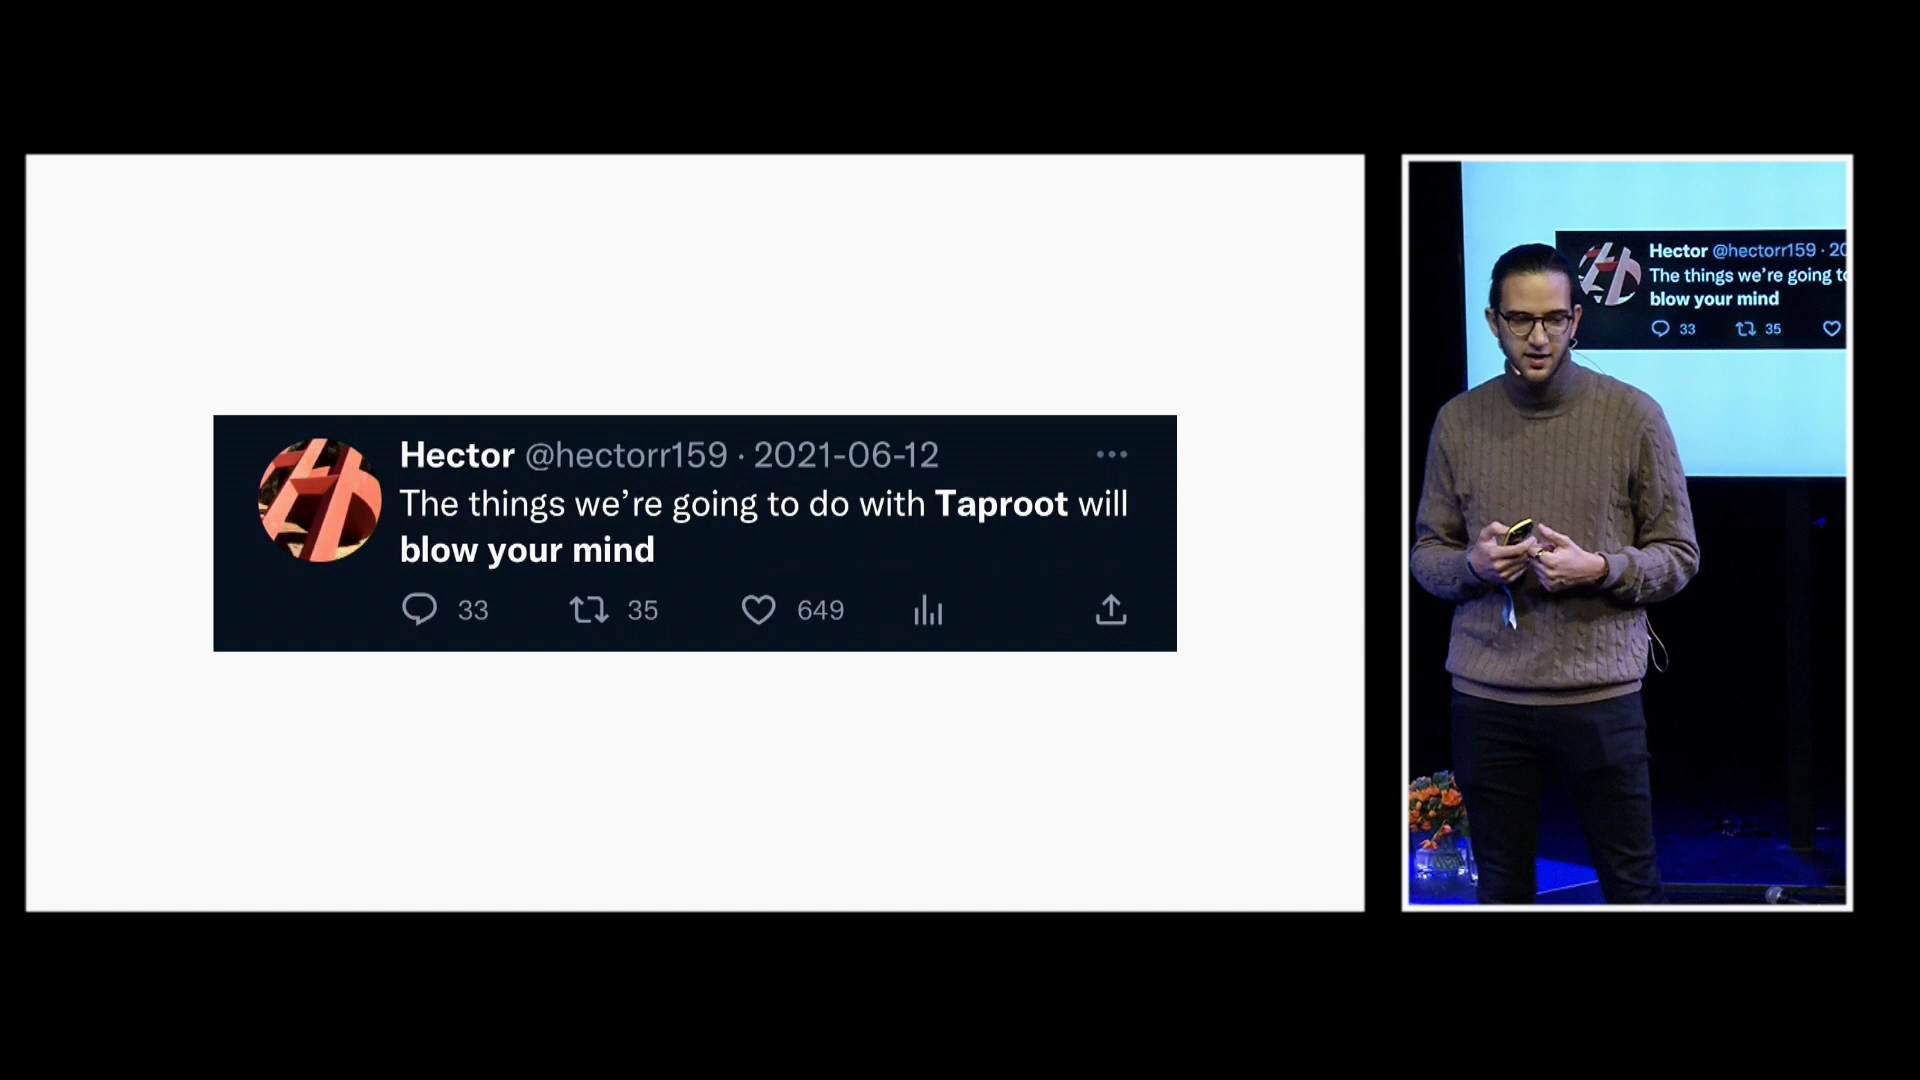 Hector @hectorr159 · 2021-06-12
The things we’re going to do with Taproot will
blow your mind
33 35 649
Hector @hectorr159 · 20
The things we’re going to
blow your mind
33 35